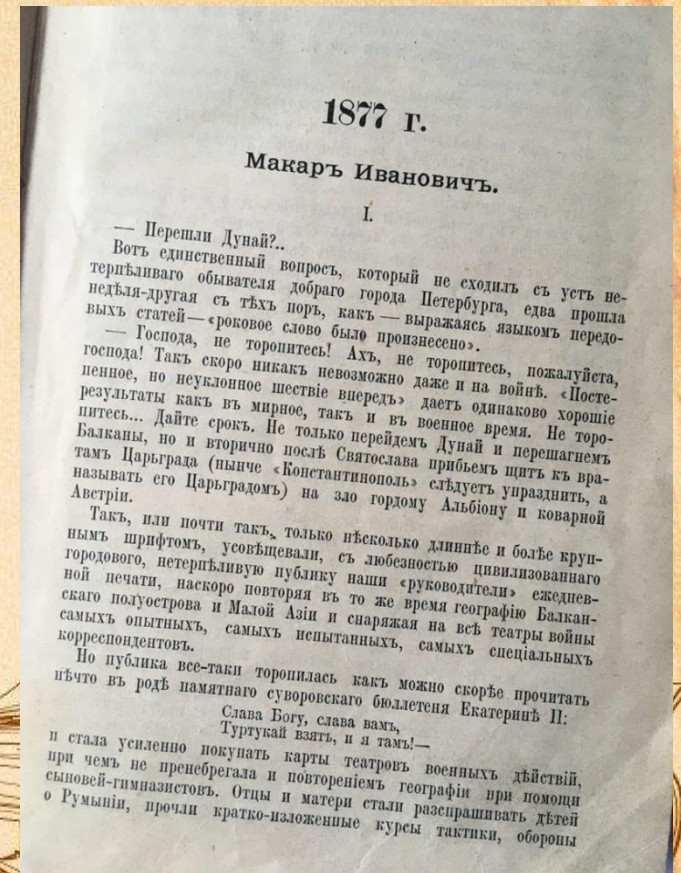 1877 г.
Макаръ Ивановичъ.
I.
— Перешли Дунай?..
Вотъ единственный вопросъ, который не сходилъ съ устъ не-
терпѣливаго обывателя добраго города Петербурга, едва прошла
недѣля-другая съ тѣхъ поръ, какъ — выражаясь языкомъ передо-
выхъ статей — «роковое слово было произнесено».
— Господа, не торопитесь! Ахъ, не торопитесь, пожалуйста,
господа! Такъ скоро никакъ невозможно даже и на войнѣ. «Посте-
пенное, но неуклонное шествіе впередъ» даетъ одинаково хорошіе
результаты какъ въ мирное, такъ и въ военное время. Не торо-
питесь... Дайте срокъ. Не только перейдемъ Дунай и перешагнемъ
Балканы, но и вторично послѣ Святослава прибьемъ щитъ къ вра-
тамъ Царьграда (нынче «Константинополь» слѣдуетъ упразднить, а
называть его Царьградомъ) на зло гордому Альбіону и коварной
Австріи.
Такъ, или почти такъ, только нѣсколько длиннѣе и болѣе круп-
нымъ шрифтомъ, усовѣщевали, съ любезностью цивилизованнаго
городового, нетерпѣливую публику наши «руководители» ежеднев-
ной печати, наскоро повторяя въ то же время географію Балкан-
скаго полуострова и Малой Азіи и снаряжая на всѣ театры войны
самыхъ опытныхъ, самыхъ испытанныхъ, самыхъ спеціальныхъ
корреспондентовъ.
Но публика все-таки торопилась какъ можно скорѣе прочитать
нѣчто въ родѣ памятнаго суворовскаго бюллетеня Екатеринѣ II:
Слава Богу, слава вамъ,
Туртукай взятъ, и я тамъ!—
и стала усиленно покупать карты театровъ военныхъ дѣйствій,
при чемъ не пренебрегала и повтореніемъ географіи при помощи
сыновей-гимназистовъ. Отцы и матери стали разспрашивать дѣтей
о Румыніи, прочли кратко-изложенные курсы тактики, обороны